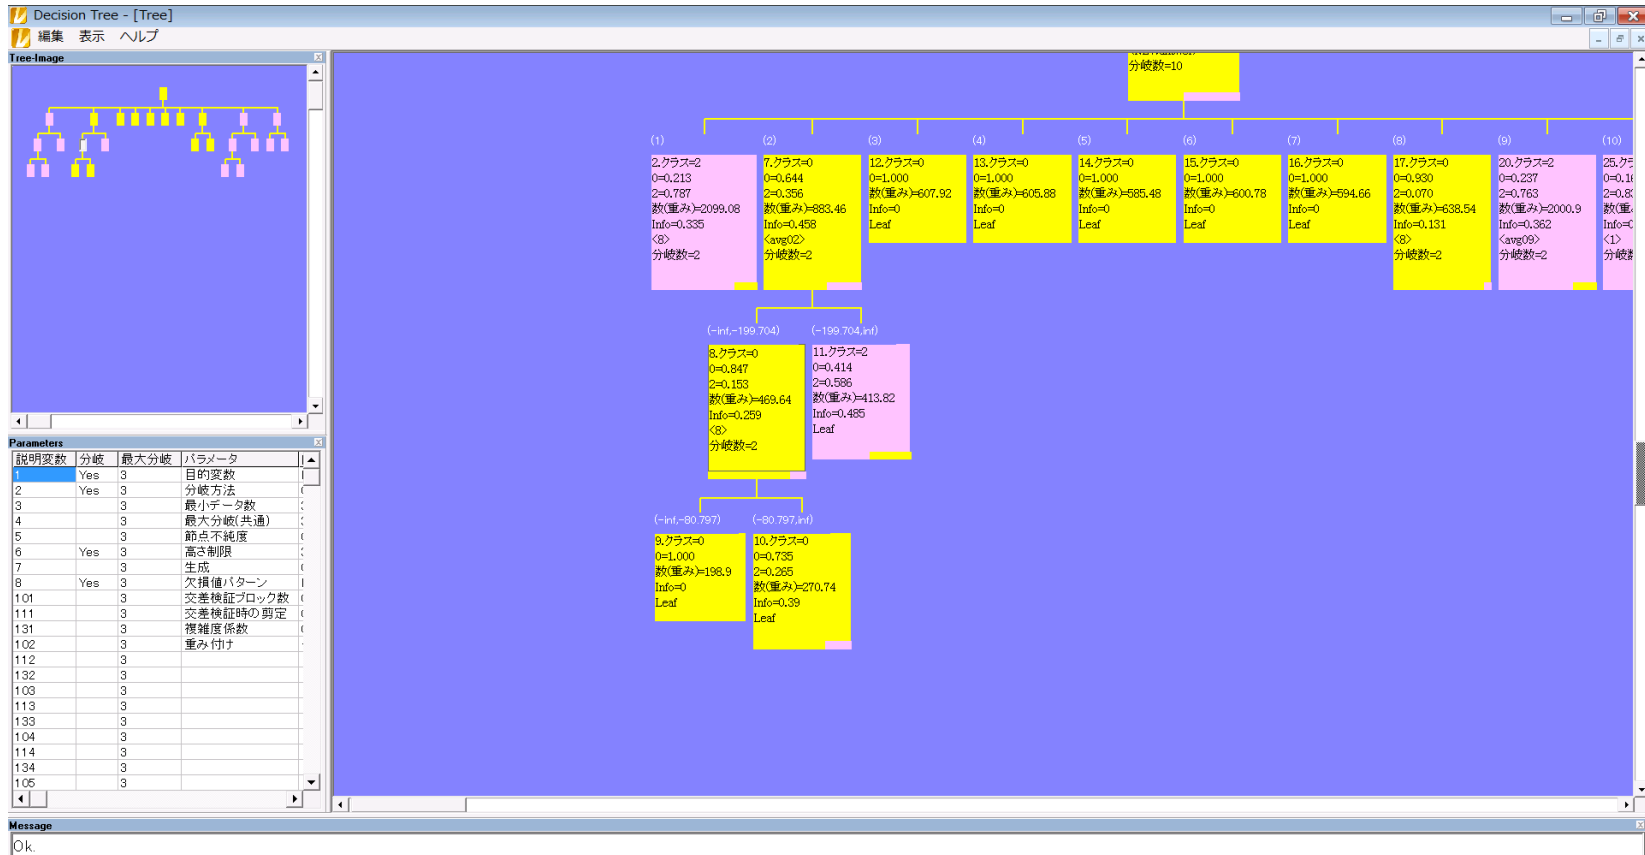 Decision Tree - [Tree]
編集 表示 ヘルプ
Tree-Image
分岐数=10
(1) (2) (3) (4) (5) (6) (7) (8) (9) (10)
2.クラス=2
0=0.213
2=0.787
数(重み)=2099.08
Info=0.335
<8>
分岐数=2
7.クラス=0
0=0.644
2=0.356
数(重み)=883.46
Info=0.458
<avg02>
分岐数=2
12.クラス=0
0=1.000
数(重み)=607.92
Info=0
Leaf
13.クラス=0
0=1.000
数(重み)=605.88
Info=0
Leaf
14.クラス=0
0=1.000
数(重み)=585.48
Info=0
Leaf
15.クラス=0
0=1.000
数(重み)=600.78
Info=0
Leaf
16.クラス=0
0=1.000
数(重み)=594.66
Info=0
Leaf
17.クラス=0
0=0.930
2=0.070
数(重み)=638.54
Info=0.131
<8>
分岐数=2
20.クラス=2
0=0.237
2=0.763
数(重み)=2000.9
Info=0.362
<avg09>
分岐数=2
<1>
(-inf,-199.704) (-199.704,inf)
8.クラス=0
0=0.847
2=0.153
数(重み)=469.64
Info=0.259
<8>
分岐数=2
11.クラス=2
0=0.414
2=0.586
数(重み)=413.82
Info=0.485
Leaf
(-inf,-80.797) (-80.797,inf)
9.クラス=0
0=1.000
数(重み)=198.9
Info=0
Leaf
10.クラス=0
0=0.735
2=0.265
数(重み)=270.74
Info=0.39
Leaf
Parameters
説明変数 分岐 最大分岐 パラメータ
1 Yes 3 目的変数
2 Yes 3 分岐方法
3 3 最小データ数
4 3 最大分岐(共通)
5 3 節点不純度
6 Yes 3 高さ制限
7 3 生成
8 Yes 3 欠損値パターン
101 3 交差検証ブロック数
111 3 交差検証時の剪定
131 3 複雑度係数
102 3 重み付け
112 3
132 3
103 3
113 3
133 3
104 3
114 3
134 3
105 3
Message
Ok.